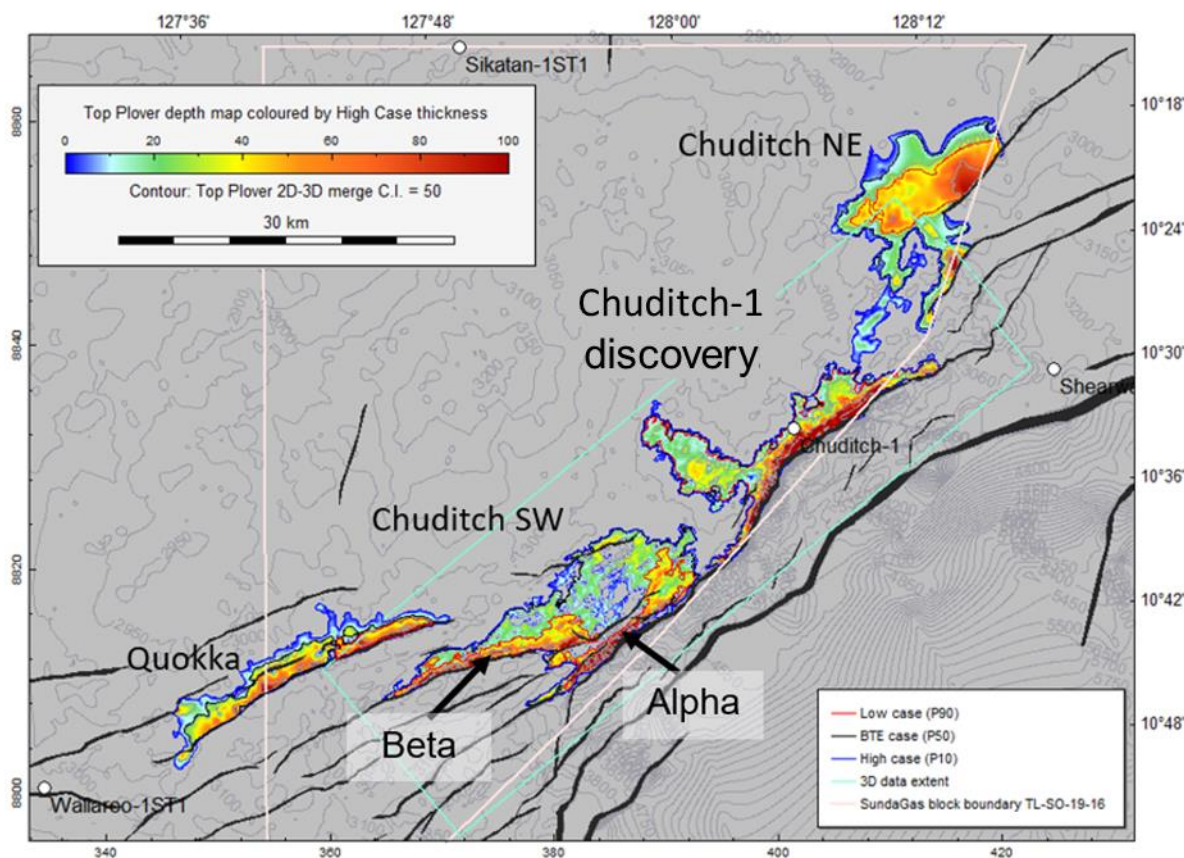 127°36' 127°48' 128°00' 128°12'
Sikatan-1ST1
Top Plover depth map coloured by High Case thickness
0 20 40 60 80 100
Contour: Top Plover 2D-3D merge C.I. = 50
30 km
8860
10°18'
Chuditch NE
10°24'
Chuditch-1
discovery
8840
10°30'
Shearwa
Chuditch-1
10°36'
Chuditch SW
8820
10°42'
Quokka
Alpha
Beta
10°48'
Low case (P90)
BTE case (P50)
High case (P10)
3D data extent
SundaGas block boundary TL-SO-19-16
8800
Wallaroo-1ST1
340 360 380 400 420